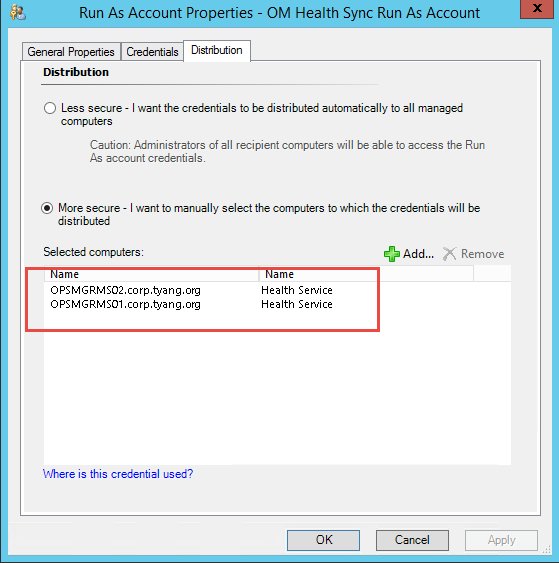 Run As Account Properties - OM Health Sync Run As Account
x
General Properties Credentials Distribution
Distribution
Less secure - I want the credentials to be distributed automatically to all managed
computers
Caution: Administrators of all recipient computers will be able to access the Run
As account credentials.
More secure - I want to manually select the computers to which the credentials will be
distributed
Selected computers: Add... Remove
Name Name
OPSMGRMS02.corp.tyang.org Health Service
OPSMGRMS01.corp.tyang.org Health Service
Where is this credential used?
OK Cancel Apply